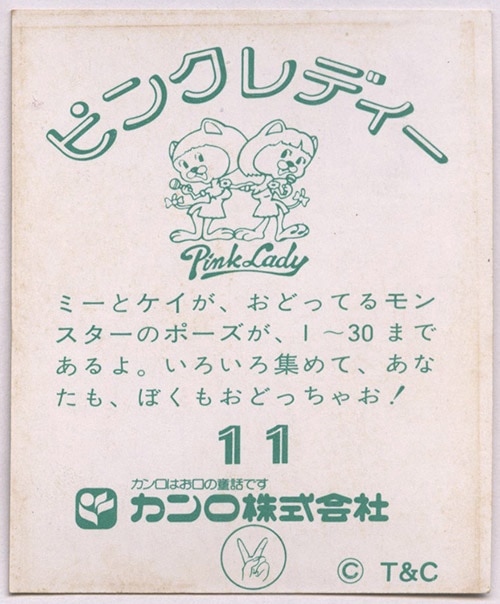 ピンクレディー
Pink Lady
ミーとケイが、おどってるモン
スターのポーズが、1〜30まで
あるよ。いろいろ集めて、あな
たも、ぼくもおどっちゃお!
11
カンロはお口の童話です
カンロ株式会社
© T&C